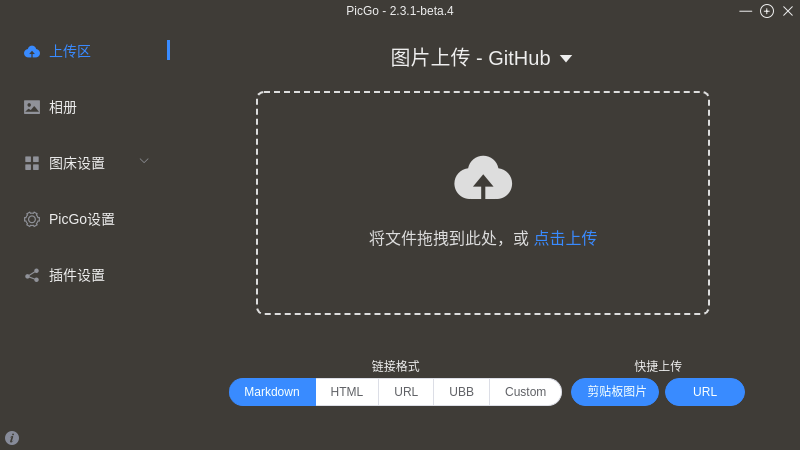 PicGo - 2.3.1-beta.4
上传区
相册
图床设置
PicGo设置
插件设置
图片上传 - GitHub
将文件拖拽到此处，或 点击上传
链接格式
Markdown HTML URL UBB Custom
快捷上传
剪贴板图片 URL